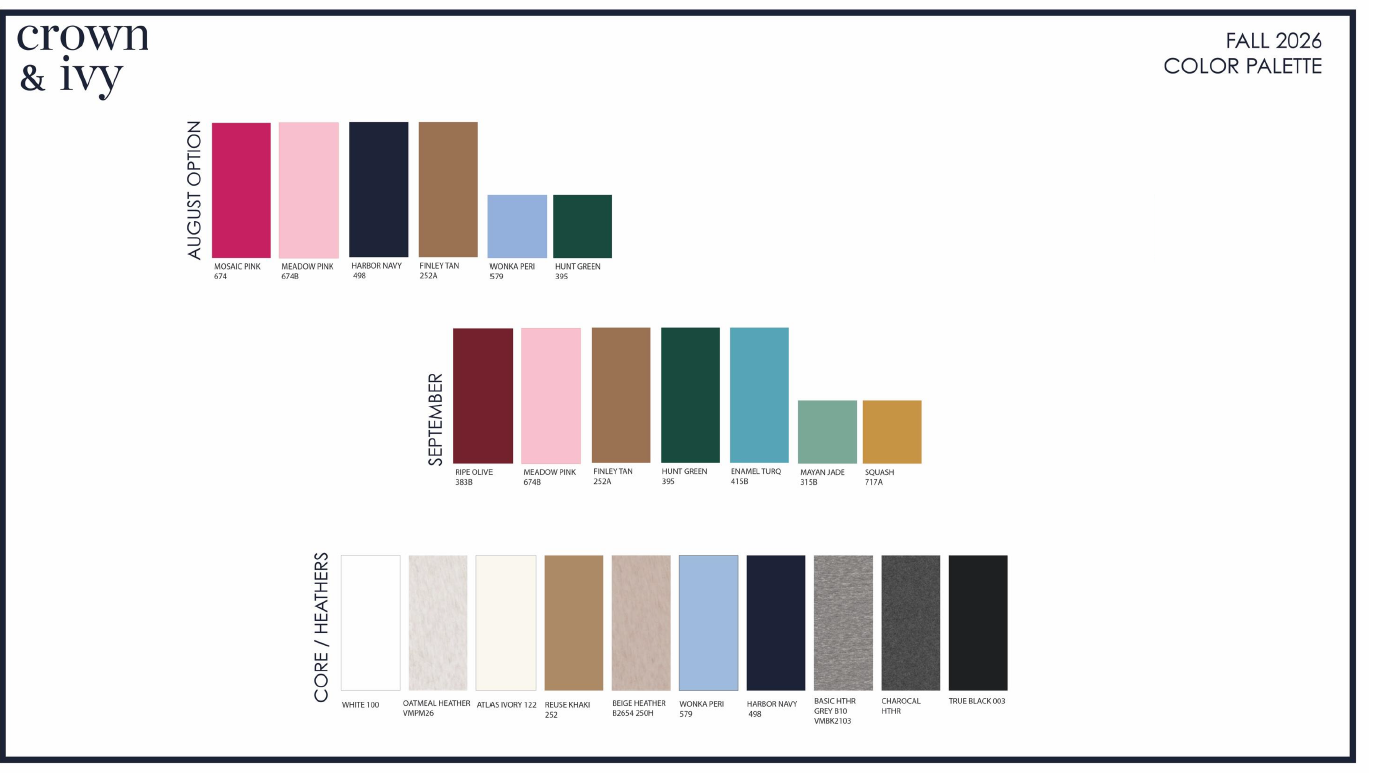 crown
& ivy
FALL 2026
COLOR PALETTE
AUGUST OPTION
MOSAIC PINK
674
MEADOW PINK
674B
HARBOR NAVY
498
FINLEY TAN
252A
WONKA PERI
579
HUNT GREEN
395
SEPTEMBER
RIPE OLIVE
383B
MEADOW PINK
674B
FINLEY TAN
252A
HUNT GREEN
395
ENAMEL TURQ
415B
MAYAN JADE
315B
SQUASH
717A
CORE / HEATHERS
WHITE 100
OATMEAL HEATHER
VMPM26
ATLAS IVORY 122
REUSE KHAKI
252
BEIGE HEATHER
B2654 250H
WONKA PERI
579
HARBOR NAVY
498
BASIC HTHR
GREY B10
VMBK2103
CHAROCAL
HTHR
TRUE BLACK 003